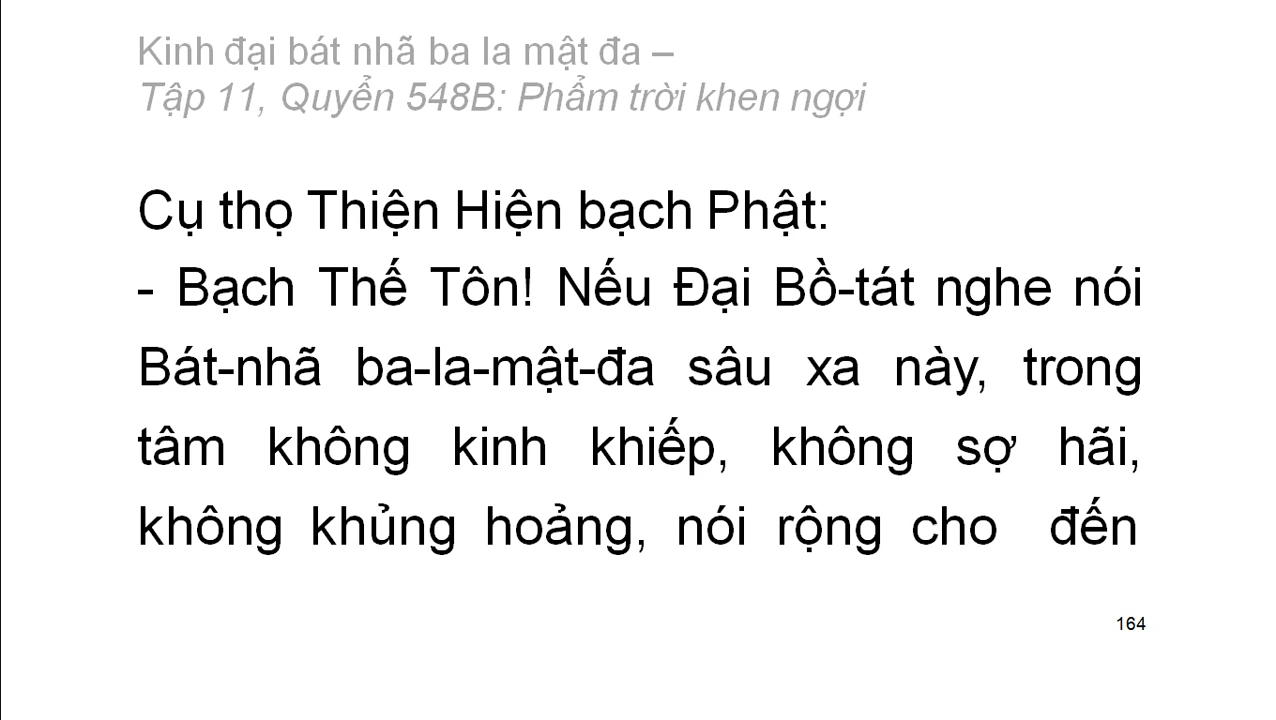 Kinh đại bát nhã ba la mật đa –
Tập 11, Quyển 548B: Phẩm trời khen ngợi
Cụ thọ Thiện Hiện bạch Phật:
- Bạch Thế Tôn! Nếu Đại Bồ-tát nghe nói
Bát-nhã ba-la-mật-đa sâu xa này, trong
tâm không kinh khiếp, không sợ hãi,
không khủng hoảng, nói rộng cho đến
164